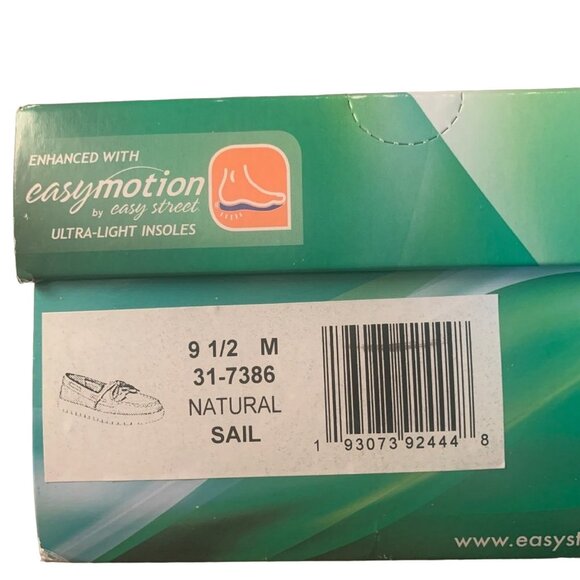 ENHANCED WITH
easymotion
by easy street
ULTRA-LIGHT INSOLES
9 1/2 M
31-7386
NATURAL
SAIL
1 93073 92444 8
www.easyst